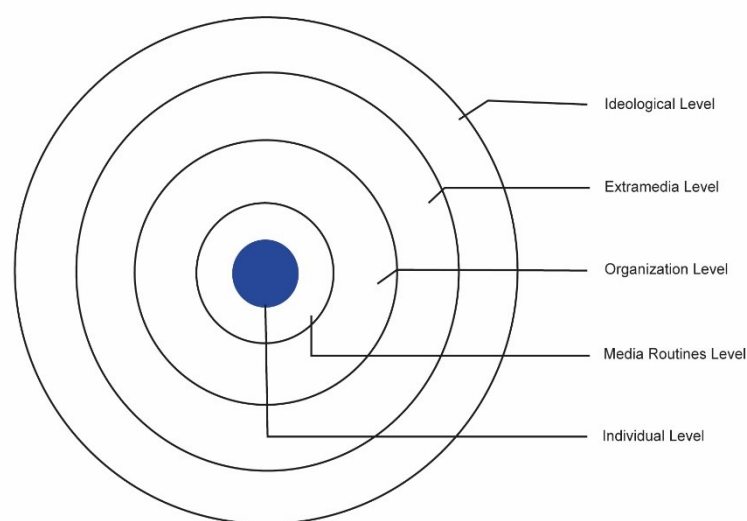 Ideological Level
Extramedia Level
Organization Level
Media Routines Level
Individual Level